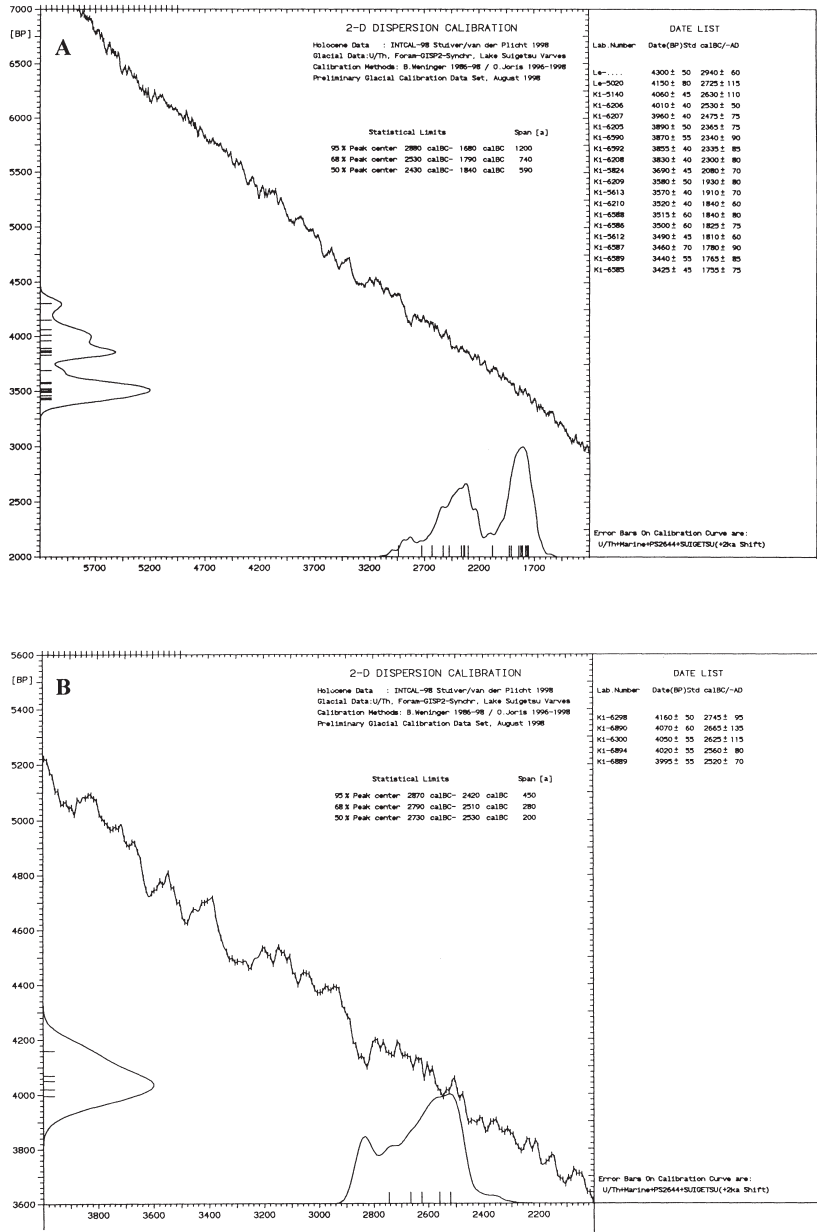 A
2-D DISPERSION CALIBRATION
Holocene Data : INTCAL-98 Stuiver/van der Plicht 1998
Glacial Data:U/Th, Foram-GISP2-Synchr, Lake Suigetsu Varves
Calibration Methods: B.Weninger 1986-98 / O.Joris 1996-1998
Preliminary Glacial Calibration Data Set, August 1998
Statistical Limits Span [a]
95 % Peak center 2880 calBC- 1680 calBC 1200
68 % Peak center 2530 calBC- 1790 calBC 740
50 % Peak center 2430 calBC- 1840 calBC 590
7000
[BP]
6500
6000
5500
5000
4500
4000
3500
3000
2500
2000
5700 5200 4700 4200 3700 3200 2700 2200 1700
DATE LIST
Lab.Number Date(BP)Std calBC/-AD
Le-.... 4300 ± 50 2940 ± 60
Le-5020 4150 ± 80 2725 ± 115
Ki-5140 4060 ± 45 2630 ± 110
Ki-6206 4010 ± 40 2530 ± 50
Ki-6207 3960 ± 40 2475 ± 75
Ki-6205 3890 ± 50 2365 ± 75
Ki-6590 3870 ± 55 2340 ± 90
Ki-6592 3855 ± 40 2335 ± 85
Ki-6208 3830 ± 40 2300 ± 80
Ki-5824 3690 ± 45 2080 ± 70
Ki-6209 3580 ± 50 1930 ± 80
Ki-5613 3570 ± 40 1910 ± 70
Ki-6210 3520 ± 40 1840 ± 60
Ki-6588 3515 ± 60 1840 ± 80
Ki-6586 3500 ± 60 1825 ± 75
Ki-5612 3490 ± 45 1810 ± 60
Ki-6587 3460 ± 70 1780 ± 90
Ki-6589 3440 ± 55 1765 ± 85
Ki-6585 3425 ± 45 1755 ± 75
Error Bars On Calibration Curve are:
U/Th+Marine+PS2644+SUIGETSU(+2ka Shift)
B
2-D DISPERSION CALIBRATION
Holocene Data : INTCAL-98 Stuiver/van der Plicht 1998
Glacial Data:U/Th, Foram-GISP2-Synchr, Lake Suigetsu Varves
Calibration Methods: B.Weninger 1986-98 / O.Joris 1996-1998
Preliminary Glacial Calibration Data Set, August 1998
Statistical Limits Span [a]
95 % Peak center 2870 calBC- 2420 calBC 450
68 % Peak center 2790 calBC- 2510 calBC 280
50 % Peak center 2730 calBC- 2530 calBC 200
5600
[BP]
5400
5200
5000
4800
4600
4400
4200
4000
3800
3600
3800 3600 3400 3200 3000 2800 2600 2400 2200
DATE LIST
Lab.Number Date(BP)Std calBC/-AD
Ki-6298 4160 ± 50 2745 ± 95
Ki-6890 4070 ± 60 2665 ± 135
Ki-6300 4050 ± 55 2625 ± 115
Ki-6894 4020 ± 55 2560 ± 80
Ki-6889 3995 ± 55 2520 ± 70
Error Bars On Calibration Curve are:
U/Th+Marine+PS2644+SUIGETSU(+2ka Shift)